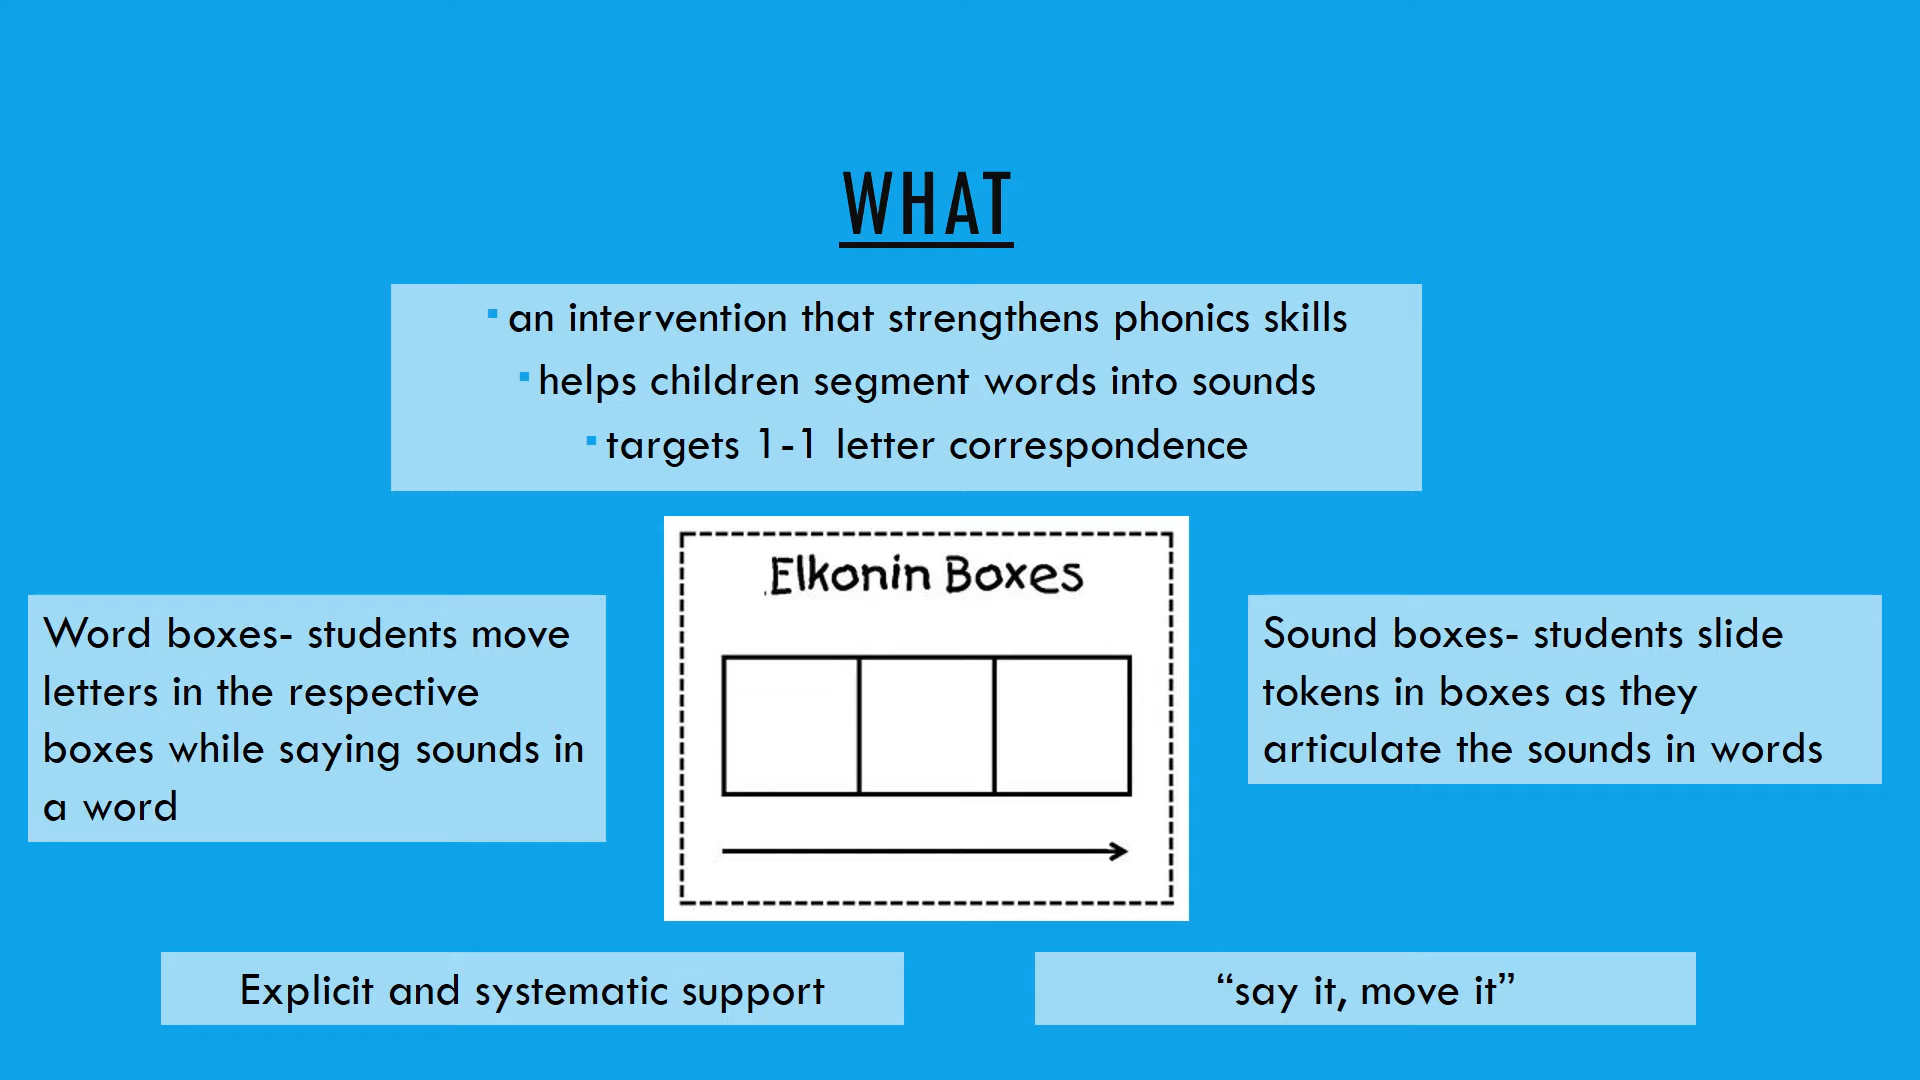 WHAT
an intervention that strengthens phonics skills
helps children segment words into sounds
targets 1-1 letter correspondence
Elkonin Boxes
Word boxes- students move
letters in the respective
boxes while saying sounds in
a word
Sound boxes- students slide
tokens in boxes as they
articulate the sounds in words
Explicit and systematic support
“say it, move it”